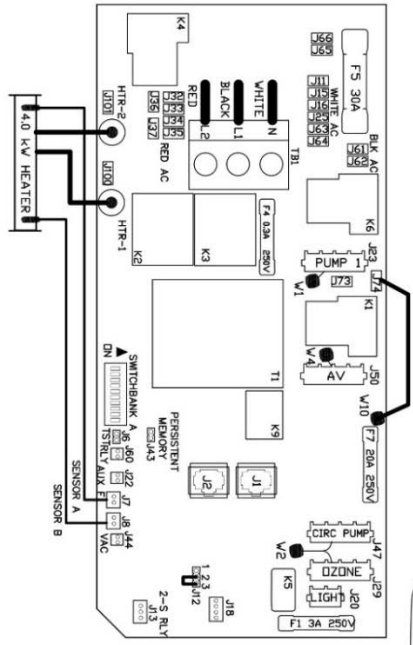 K4
J66
J65
F5 30A
J11
J15
J16
J25
J63
J64
WHITE AC
BLK AC
J61
J62
RED
BLACK
WHITE
L2
L1
N
TB1
J32
J33
J34
J35
J36
J37
RED AC
HTR-2
J101
J100
HTR-1
4.0 kW HEATER
K2
K3
F4 0.3A
250V
K6
J23
PUMP 1
J73
J74
W1
K1
W4
J50
AV
W10
T1
K9
F7 20A 250V
ON
SWITCHBANK A
PERSISTENT
MEMORY
J43
J6
TSTRLY
J60
J22
AUX F
J7
J8
J44
VAC
SENSOR A
SENSOR B
J2
J1
CIRC PUMP
J47
W2
OZONE
J29
K5
LIGHT
J20
F1 3A 250V
1 2 3
J12
J18
2-S RLY
J13